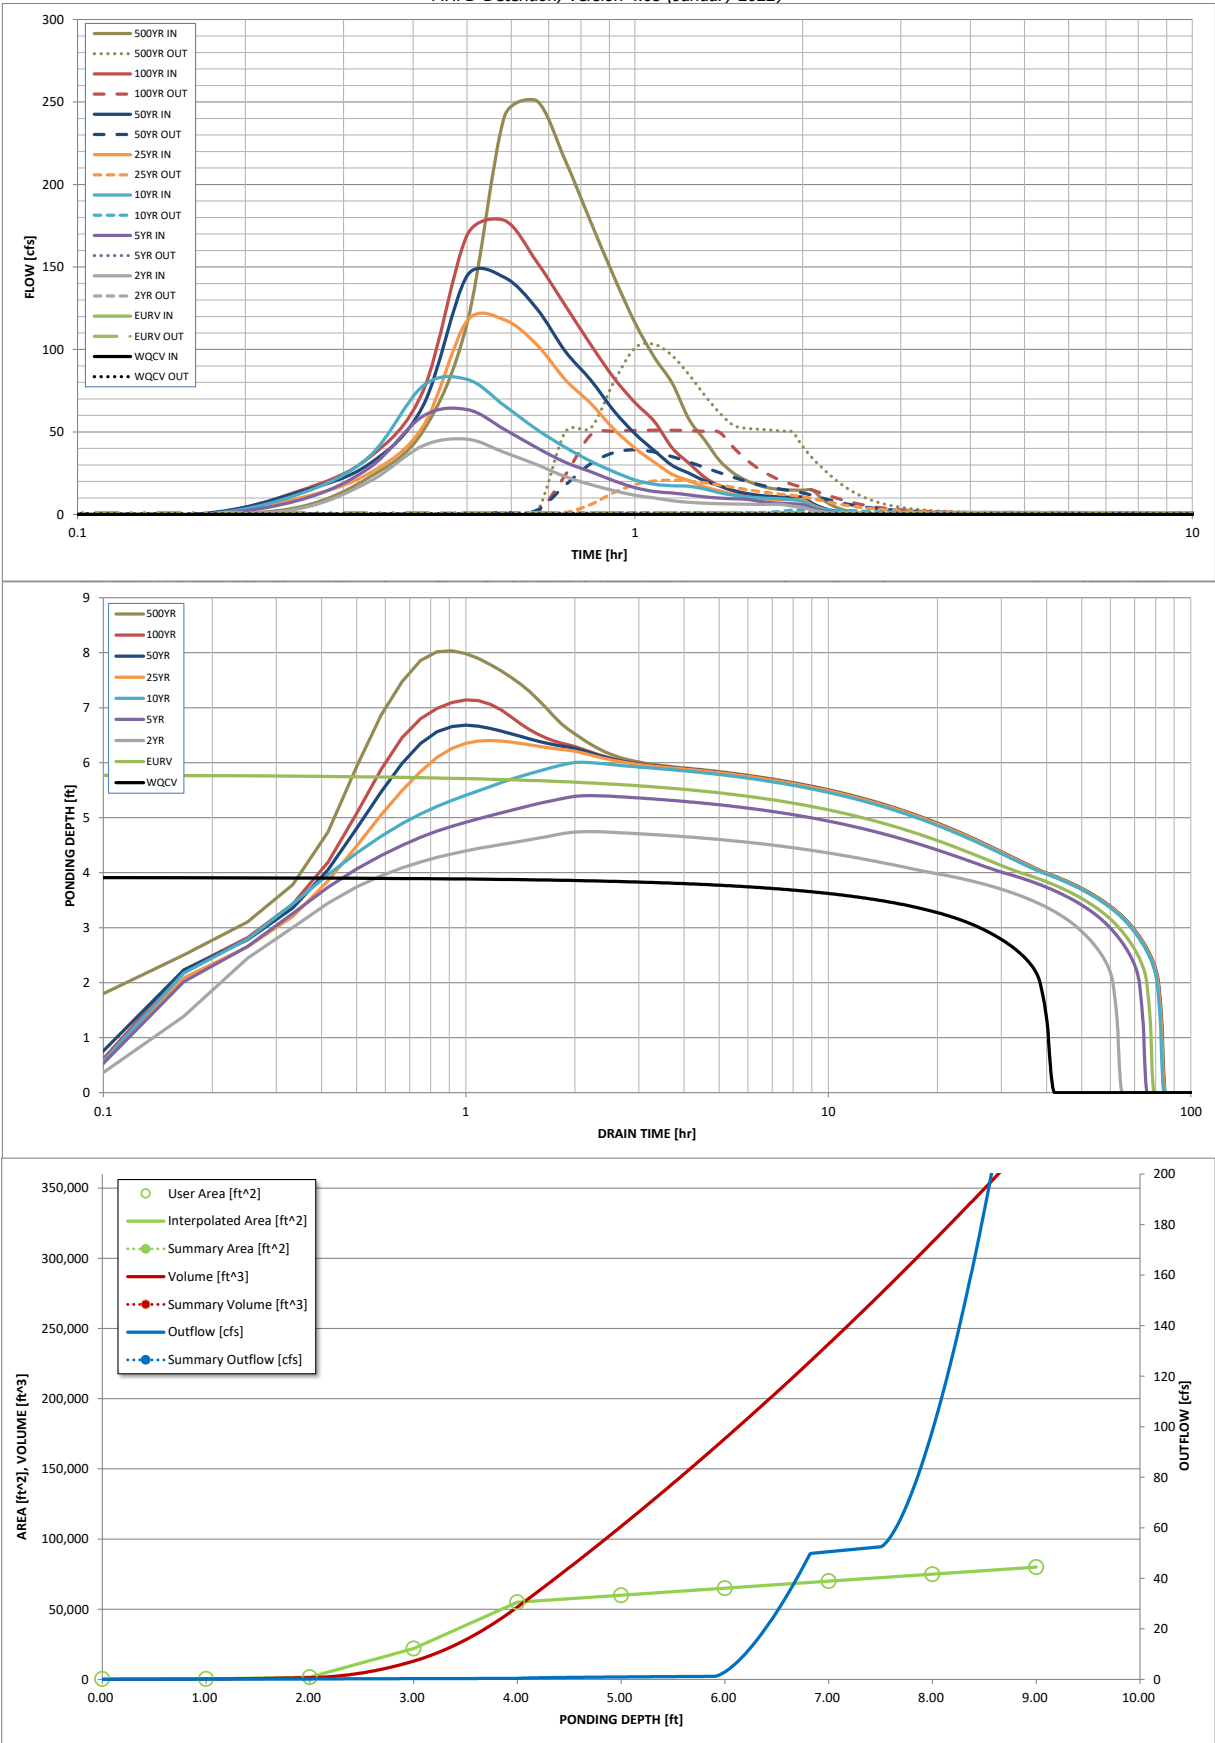 300
250
200
150
100
50
0
FLOW [cfs]
500YR IN
500YR OUT
100YR IN
100YR OUT
50YR IN
50YR OUT
25YR IN
25YR OUT
10YR IN
10YR OUT
5YR IN
5YR OUT
2YR IN
2YR OUT
EURV IN
EURV OUT
WQCV IN
WQCV OUT
0.1
1
10
TIME [hr]
9
8
7
6
5
4
3
2
1
0
PONDING DEPTH [ft]
500YR
100YR
50YR
25YR
10YR
5YR
2YR
EURV
WQCV
0.1
1
10
100
DRAIN TIME [hr]
350,000
300,000
250,000
200,000
150,000
100,000
50,000
0
AREA [ft^2], VOLUME [ft^3]
User Area [ft^2]
Interpolated Area [ft^2]
Summary Area [ft^2]
Volume [ft^3]
Summary Volume [ft^3]
Outflow [cfs]
Summary Outflow [cfs]
200
180
160
140
120
100
80
60
40
20
0
OUTFLOW [cfs]
0.00 1.00 2.00 3.00 4.00 5.00 6.00 7.00 8.00 9.00 10.00
PONDING DEPTH [ft]